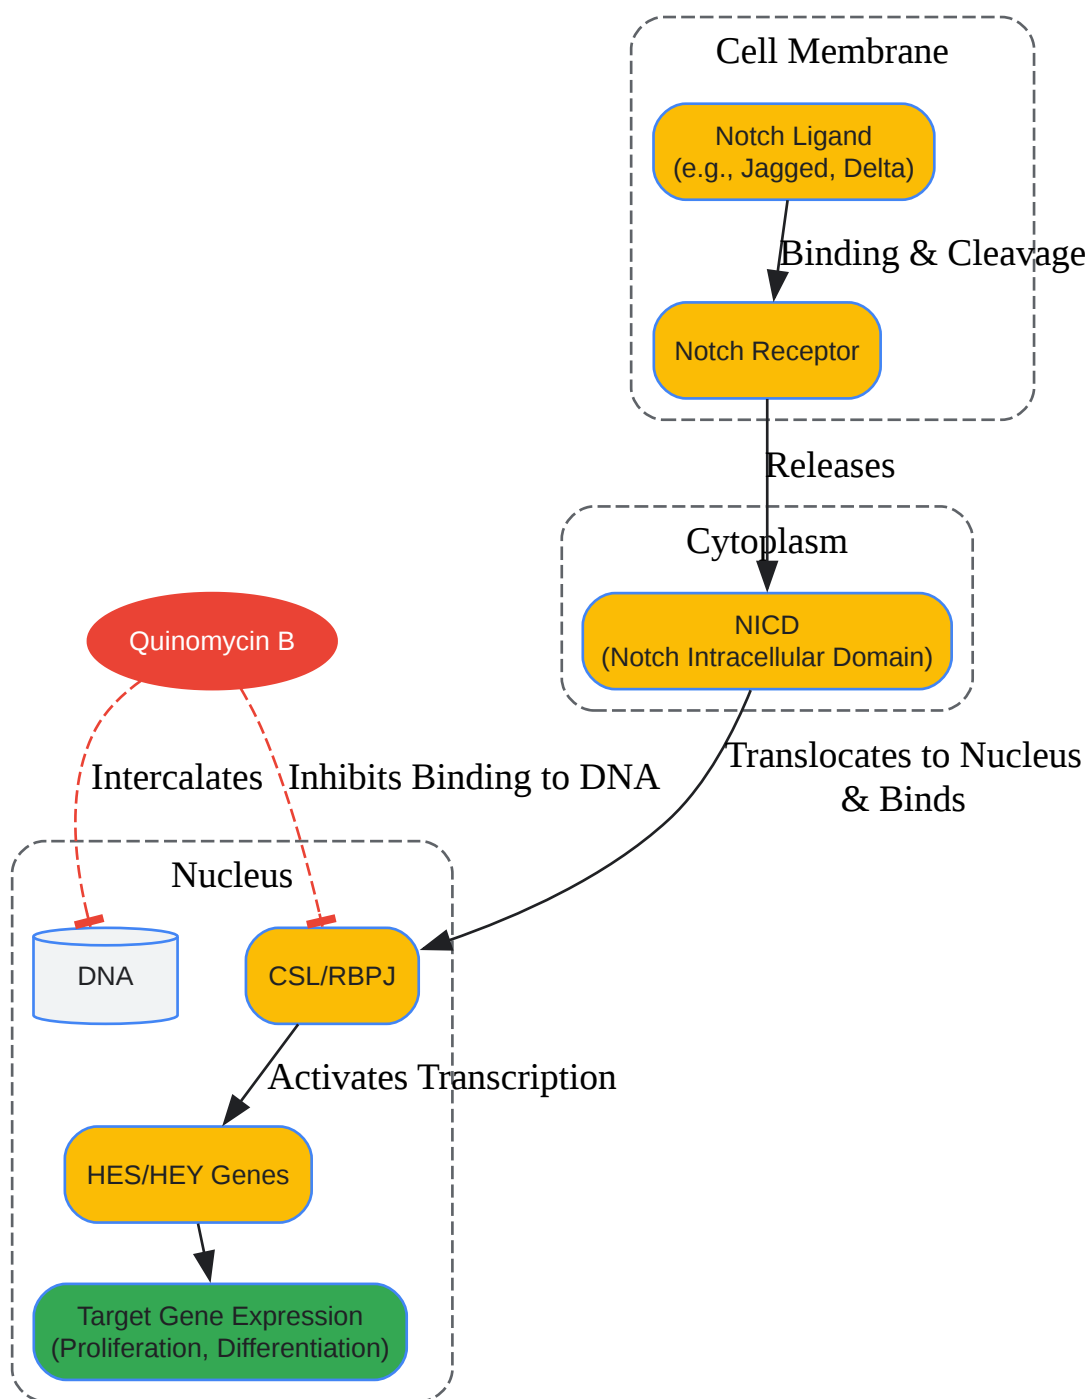 Cell Membrane
Notch Ligand
(e.g., Jagged, Delta)
Binding & Cleavage
Notch Receptor
Releases
Cytoplasm
NICD
(Notch Intracellular Domain)
Quinomycin B
Translocates to Nucleus
& Binds
Intercalates
Inhibits Binding to DNA
Nucleus
DNA
CSL/RBPJ
Activates Transcription
HES/HEY Genes
Target Gene Expression
(Proliferation, Differentiation)